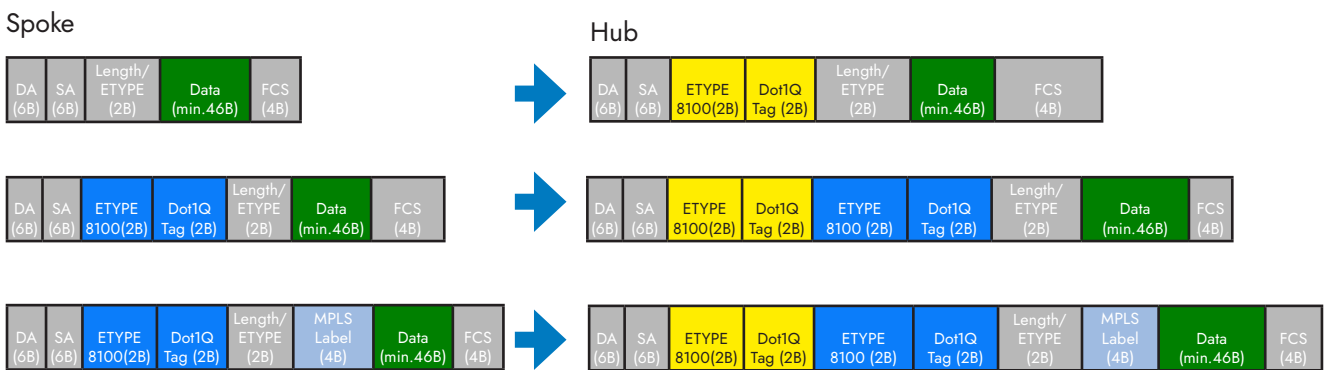 Spoke
Hub
DA (6B) SA (6B) Length/ ETYPE (2B) Data (min.46B) FCS (4B)
DA (6B) SA (6B) ETYPE 8100(2B) Dot1Q Tag (2B) Length/ ETYPE (2B) Data (min.46B) FCS (4B)
DA (6B) SA (6B) ETYPE 8100(2B) Dot1Q Tag (2B) Length/ ETYPE (2B) Data (min.46B) FCS (4B)
DA (6B) SA (6B) ETYPE 8100(2B) Dot1Q Tag (2B) ETYPE 8100 (2B) Dot1Q Tag (2B) Length/ ETYPE (2B) Data (min.46B) FCS (4B)
DA (6B) SA (6B) ETYPE 8100(2B) Dot1Q Tag (2B) Length/ ETYPE (2B) MPLS Label (4B) Data (min.46B) FCS (4B)
DA (6B) SA (6B) ETYPE 8100(2B) Dot1Q Tag (2B) ETYPE 8100 (2B) Dot1Q Tag (2B) Length/ ETYPE (2B) MPLS Label (4B) Data (min.46B) FCS (4B)